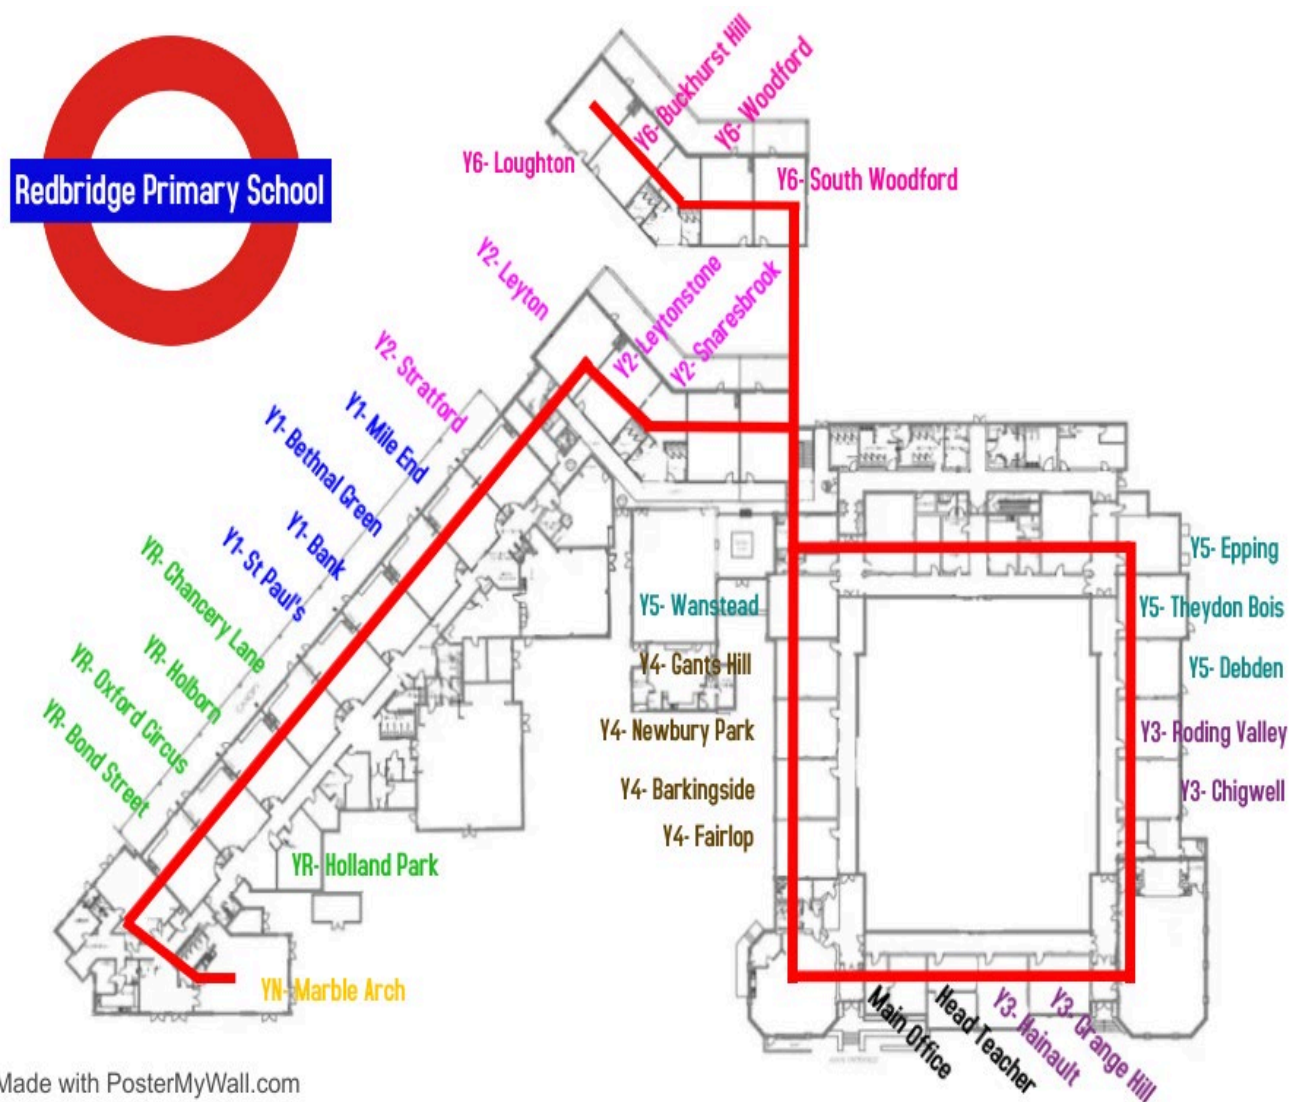 Redbridge Primary School
Y6- Loughton
Y6- Buckhurst Hill
Y6- Woodford
Y6- South Woodford
Y2- Leyton
Y2- Leytonstone
Y2- Snaresbrook
Y2- Stratford
Y1- Mile End
Y1- Bethnal Green
Y1- Bank
Y1- St Paul's
YR- Chancery Lane
YR- Holborn
YR- Oxford Circus
YR- Bond Street
YR- Holland Park
YN- Marble Arch
Y5- Wanstead
Y4- Gants Hill
Y4- Newbury Park
Y4- Barkingside
Y4- Fairlop
Y5- Epping
Y5- Theydon Bois
Y5- Debden
Y3- Roding Valley
Y3- Chigwell
Main Office
Head Teacher
Y3- Hainault
Y3- Grange Hill
Made with PosterMyWall.com